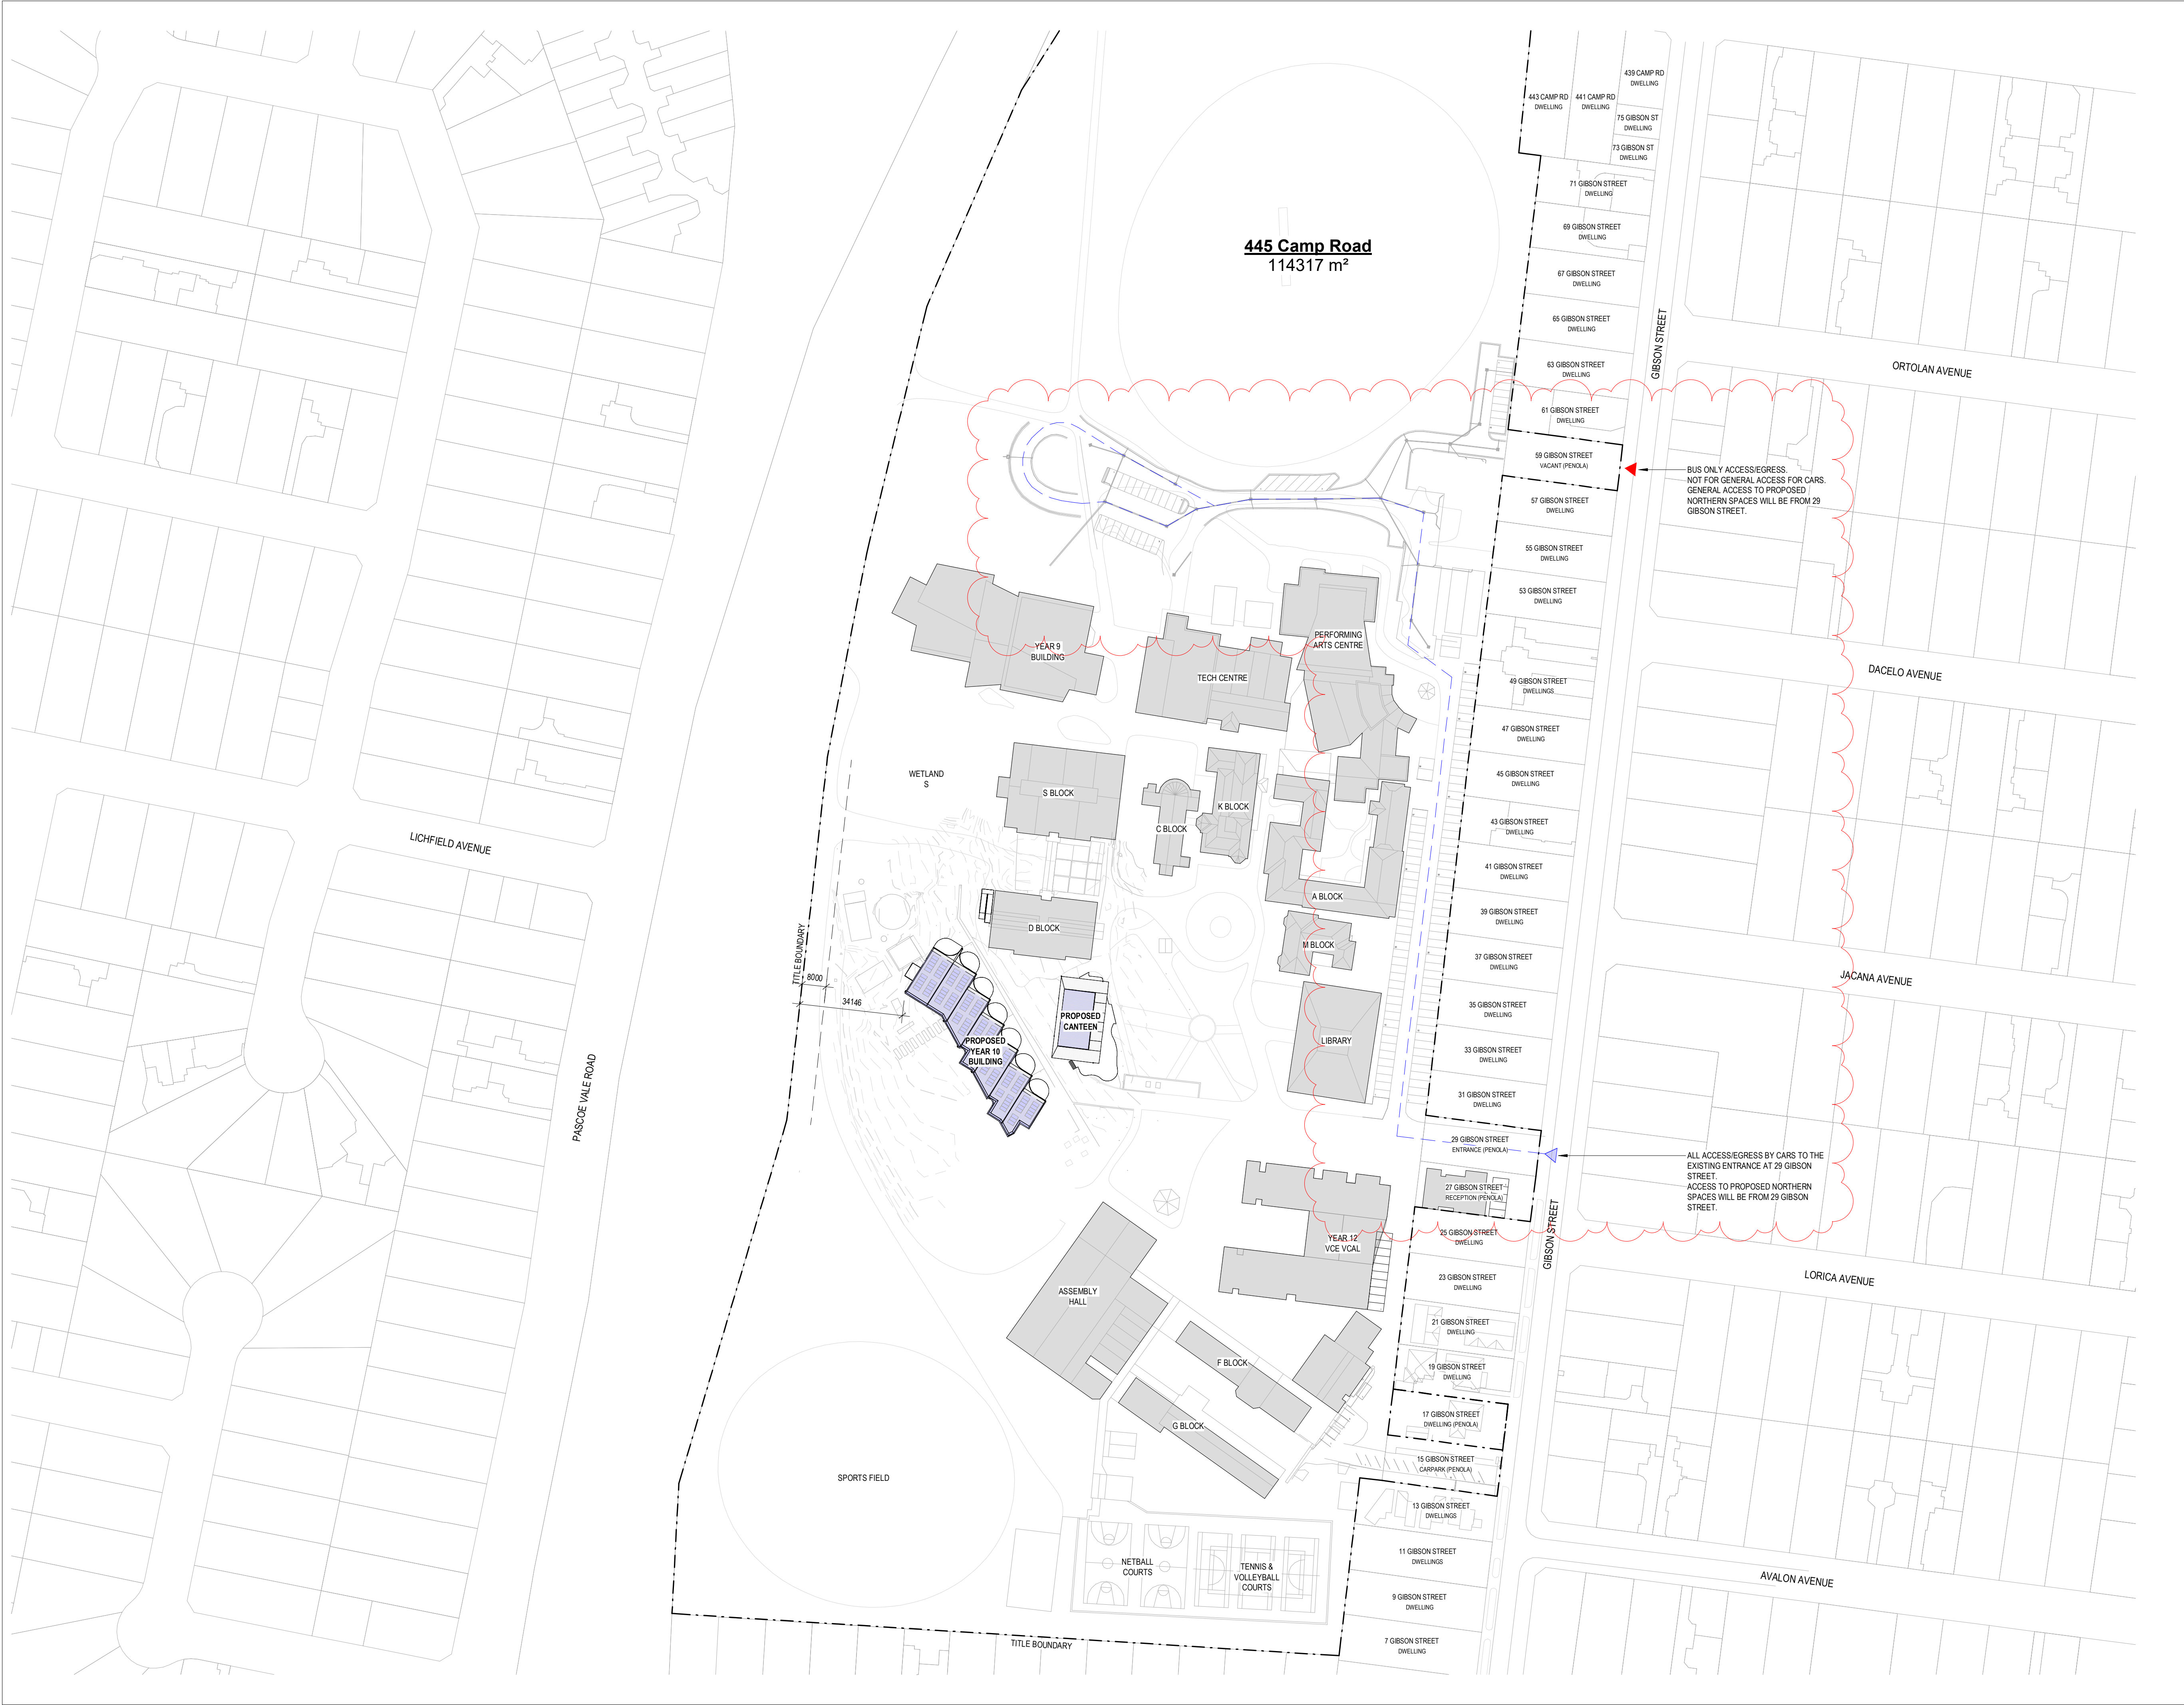 439 CAMP RD
DWELLING
443 CAMP RD
DWELLING
441 CAMP RD
DWELLING
75 GIBSON ST
DWELLING
73 GIBSON ST
DWELLING
71 GIBSON STREET
DWELLING
69 GIBSON STREET
DWELLING
445 Camp Road
114317 m²
67 GIBSON STREET
DWELLING
65 GIBSON STREET
DWELLING
GIBSON STREET
63 GIBSON STREET
DWELLING
ORTOLAN AVENUE
61 GIBSON STREET
DWELLING
59 GIBSON STREET
VACANT (PENOLA)
BUS ONLY ACCESS/EGRESS.
NOT FOR GENERAL ACCESS FOR CARS.
GENERAL ACCESS TO PROPOSED
NORTHERN SPACES WILL BE FROM 29
GIBSON STREET.
57 GIBSON STREET
DWELLING
55 GIBSON STREET
DWELLING
53 GIBSON STREET
DWELLING
PERFORMING
ARTS CENTRE
YEAR 9
BUILDING
TECH CENTRE
DACELO AVENUE
49 GIBSON STREET
DWELLINGS
47 GIBSON STREET
DWELLING
WETLAND
S
45 GIBSON STREET
DWELLING
S BLOCK
K BLOCK
C BLOCK
43 GIBSON STREET
DWELLING
LICHFIELD AVENUE
41 GIBSON STREET
DWELLING
A BLOCK
39 GIBSON STREET
DWELLING
D BLOCK
M BLOCK
37 GIBSON STREET
DWELLING
TITLE BOUNDARY
8000
34146
JACANA AVENUE
35 GIBSON STREET
DWELLING
PROPOSED
CANTEEN
PROPOSED
YEAR 10
BUILDING
LIBRARY
33 GIBSON STREET
DWELLING
PASCOE VALE ROAD
31 GIBSON STREET
DWELLING
29 GIBSON STREET
ENTRANCE (PENOLA)
ALL ACCESS/EGRESS BY CARS TO THE
EXISTING ENTRANCE AT 29 GIBSON
STREET.
ACCESS TO PROPOSED NORTHERN
SPACES WILL BE FROM 29 GIBSON
STREET.
27 GIBSON STREET
RECEPTION (PENOLA)
GIBSON STREET
25 GIBSON STREET
DWELLING
YEAR 12
VCE VCAL
23 GIBSON STREET
DWELLING
LORICA AVENUE
ASSEMBLY
HALL
21 GIBSON STREET
DWELLING
F BLOCK
19 GIBSON STREET
DWELLING
17 GIBSON STREET
DWELLING (PENOLA)
G BLOCK
15 GIBSON STREET
CARPARK (PENOLA)
SPORTS FIELD
13 GIBSON STREET
DWELLINGS
11 GIBSON STREET
DWELLINGS
NETBALL
COURTS
TENNIS &
VOLLEYBALL
COURTS
AVALON AVENUE
9 GIBSON STREET
DWELLING
7 GIBSON STREET
DWELLING
TITLE BOUNDARY